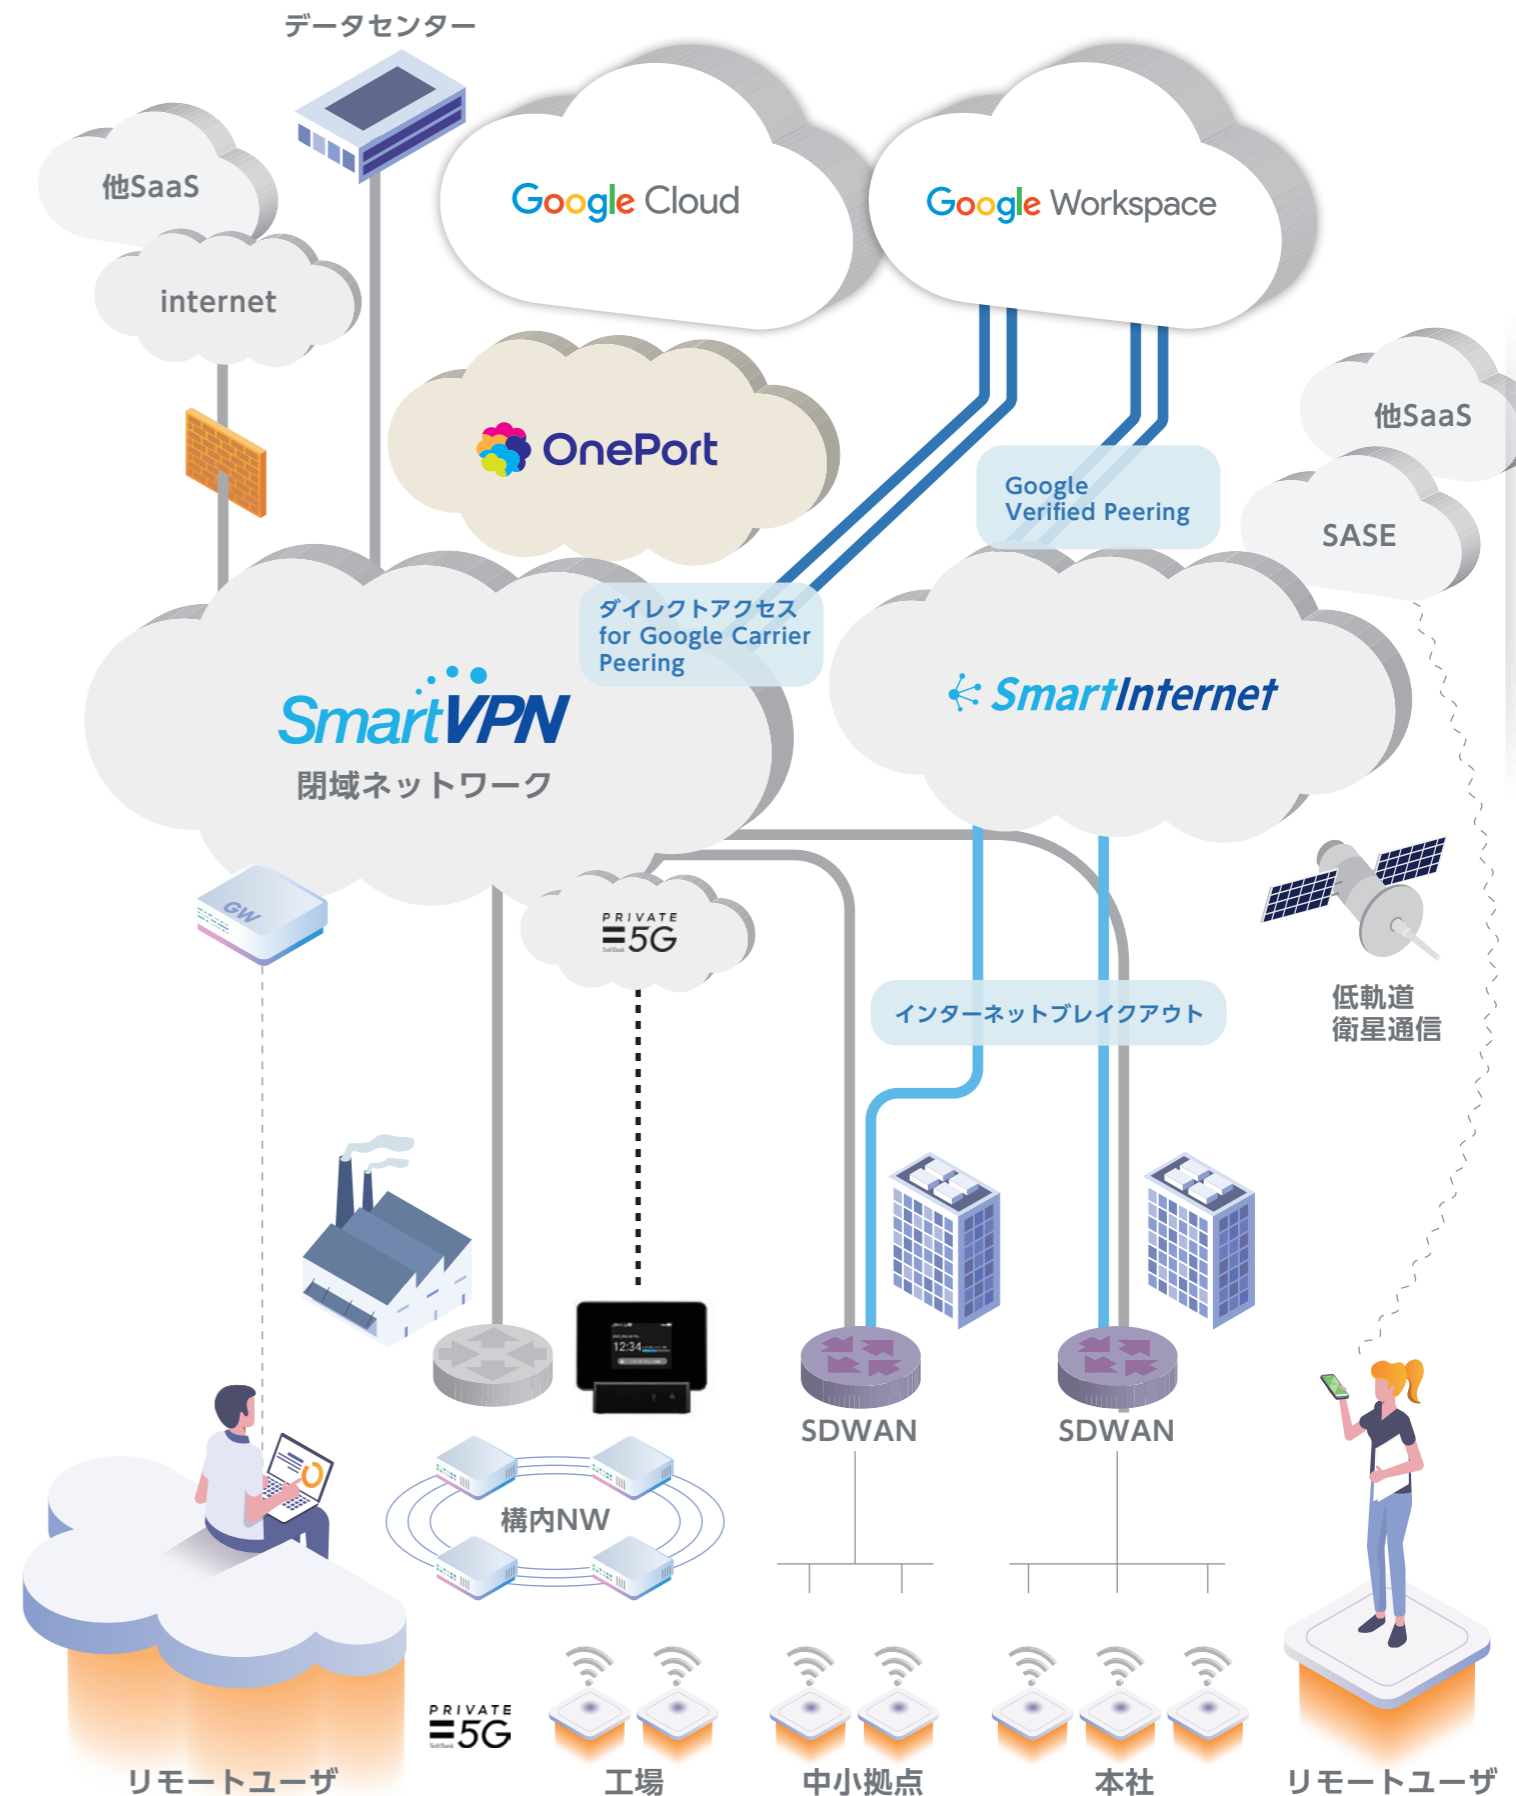 データセンター
他SaaS
internet
Google Cloud
Google Workspace
OnePort
他SaaS
SASE
Google
Verified Peering
ダイレクトアクセス
for Google Carrier
Peering
SmartVPN
閉域ネットワーク
SmartInternet
GW
PRIVATE
5G
SoftBank
インターネットブレイクアウト
低軌道
衛星通信
12:34
SDWAN
SDWAN
構内NW
PRIVATE
5G
SoftBank
リモートユーザ
工場
中小拠点
本社
リモートユーザ